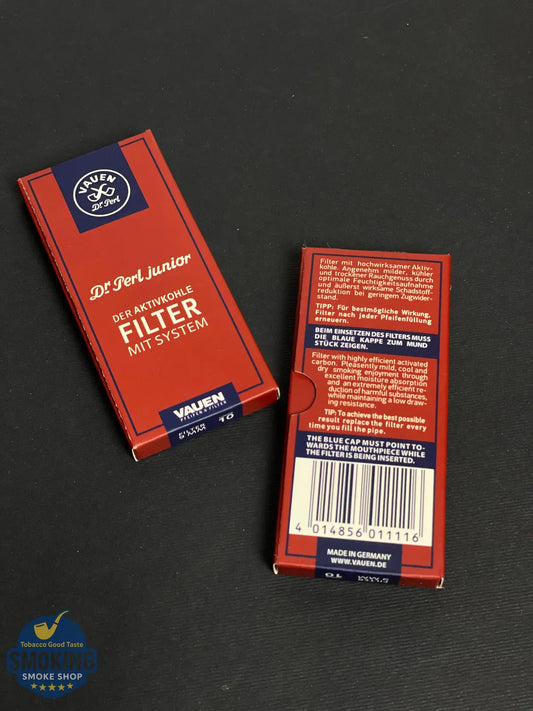 VAUEN
Dr. Perl
Dr. Perl junior
DER AKTIVKOHLE
FILTER
MIT SYSTEM
VAUEN
PFEIFEN & FILTER
FILTER
9 MM
10
Filter mit hochwirksamer Aktiv-
kohle. Angenehm milder, kühler
und trockener Rauchgenuss durch
optimale Feuchtigkeitsaufnahme
und äußerst wirksame Schadstoff-
reduktion bei geringem Zugwider-
stand.
TIPP: Für bestmögliche Wirkung,
Filter nach jeder Pfeifenfüllung
erneuern.
BEIM EINSETZEN DES FILTERS MUSS
DIE BLAUE KAPPE ZUM MUND
STÜCK ZEIGEN.
Filter with highly efficient activated
carbon. Pleasently mild, cool and
dry smoking enjoyment through
excellent moisture absorption
and an extremely efficient re-
duction of harmful substances,
while maintaining a low draw-
ing resistance.
TIP: To achieve the best possible
result replace the filter every
time you fill the pipe.
THE BLUE CAP MUST POINT TO-
WARDS THE MOUTHPIECE WHILE
THE FILTER IS BEING INSERTED.
4 014856 011116
MADE IN GERMANY
WWW.VAUEN.DE
10
Tobacco Good Taste
SMOKING
SMOKE SHOP